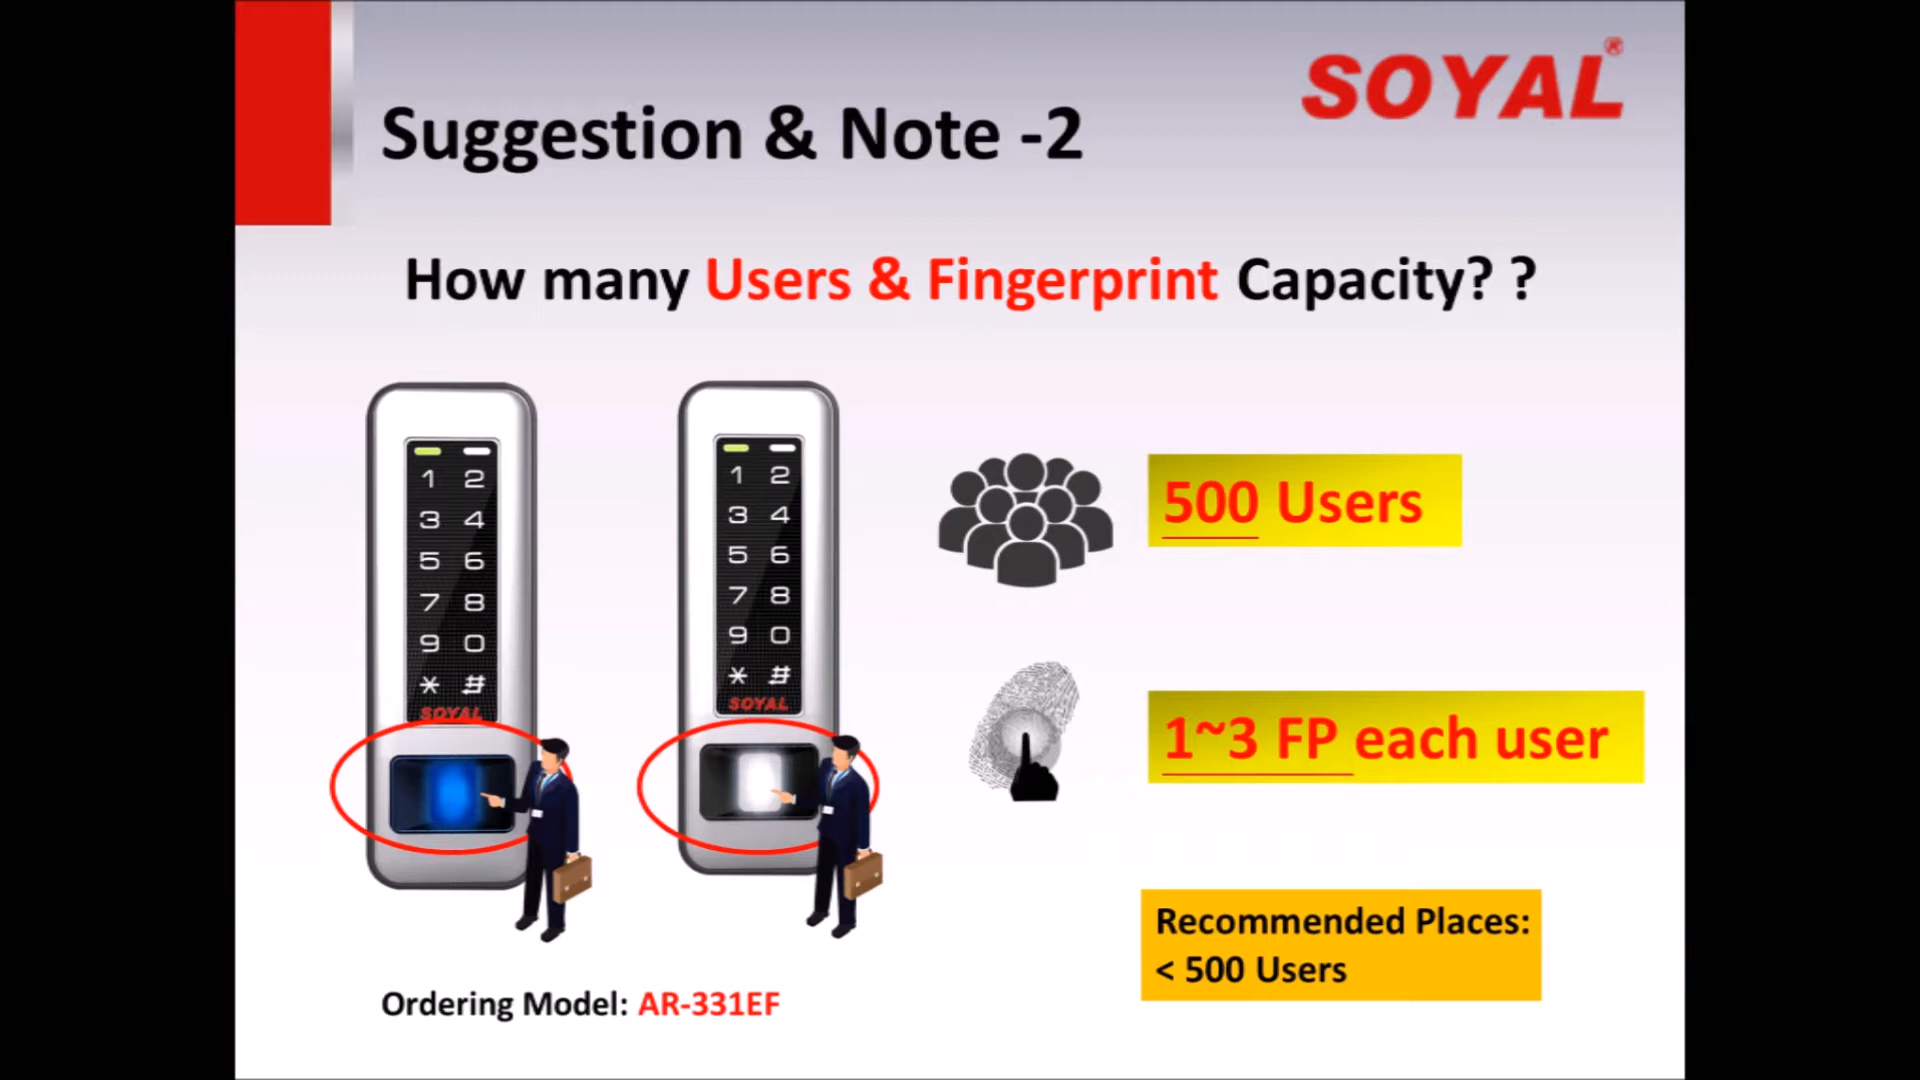 SOYAL®
Suggestion & Note -2
How many Users & Fingerprint Capacity? ?
1 2
3 4
5 6
7 8
9 0
* #
SOYAL
1 2
3 4
5 6
7 8
9 0
* #
SOYAL
500 Users
1~3 FP each user
Recommended Places:
< 500 Users
Ordering Model: AR-331EF